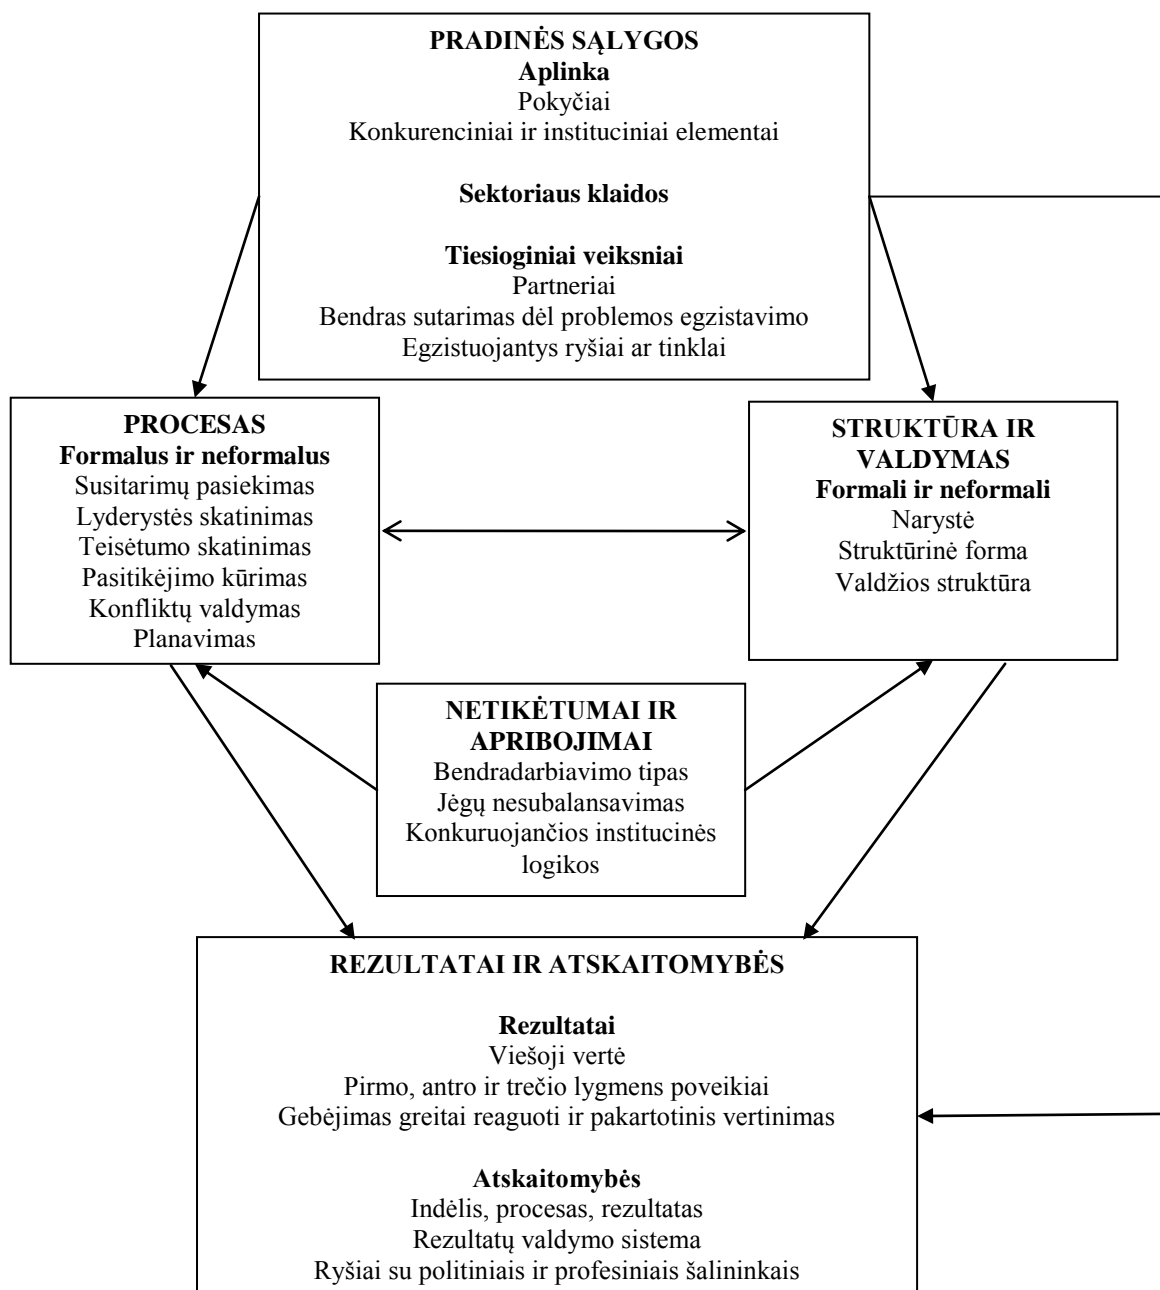 PRADINĖS SĄLYGOS
Aplinka
Pokyčiai
Konkurenciniai ir instituciniai elementai
Sektoriaus klaidos
Tiesioginiai veiksniai
Partneriai
Bendras sutarimas dėl problemos egzistavimo
Egzistuojantys ryšiai ar tinklai
PROCESAS
Formalus ir neformalus
Susitarimų pasiekimas
Lyderystės skatinimas
Teisėtumo skatinimas
Pasitikėjimo kūrimas
Konfliktų valdymas
Planavimas
STRUKTŪRA IR
VALDYMAS
Formali ir neformali
Narystė
Struktūrinė forma
Valdžios struktūra
NETIKĖTUMAI IR
APRIBOJIMAI
Bendradarbiavimo tipas
Jėgų nesubalansavimas
Konkuruojančios institucinės
logikos
REZULTATAI IR ATSKAITOMYBĖS
Rezultatai
Viešoji vertė
Pirmo, antro ir trečio lygmens poveikiai
Gebėjimas greitai reaguoti ir pakartotinis vertinimas
Atskaitomybės
Indėlis, procesas, rezultatas
Rezultatų valdymo sistema
Ryšiai su politiniais ir profesiniais šalininkais